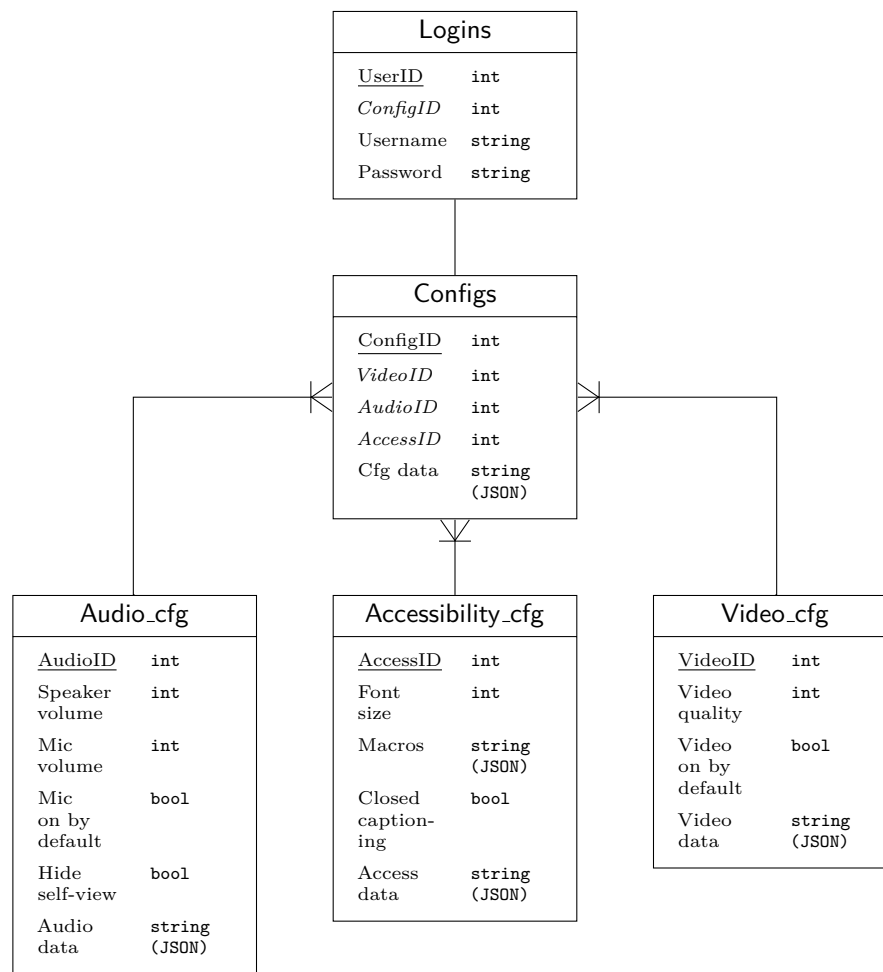 Logins
UserID int
ConfigID int
Username string
Password string
Configs
ConfigID int
VideoID int
AudioID int
AccessID int
Cfg data string
(JSON)
Audio_cfg
AudioID int
Speaker int
volume
Mic int
volume
Mic bool
on by
default
Hide bool
self-view
Audio string
data (JSON)
Accessibility_cfg
AccessID int
Font int
size
Macros string
(JSON)
Closed bool
caption-
ing
Access string
data (JSON)
Video_cfg
VideoID int
Video int
quality
Video bool
on by
default
Video string
data (JSON)